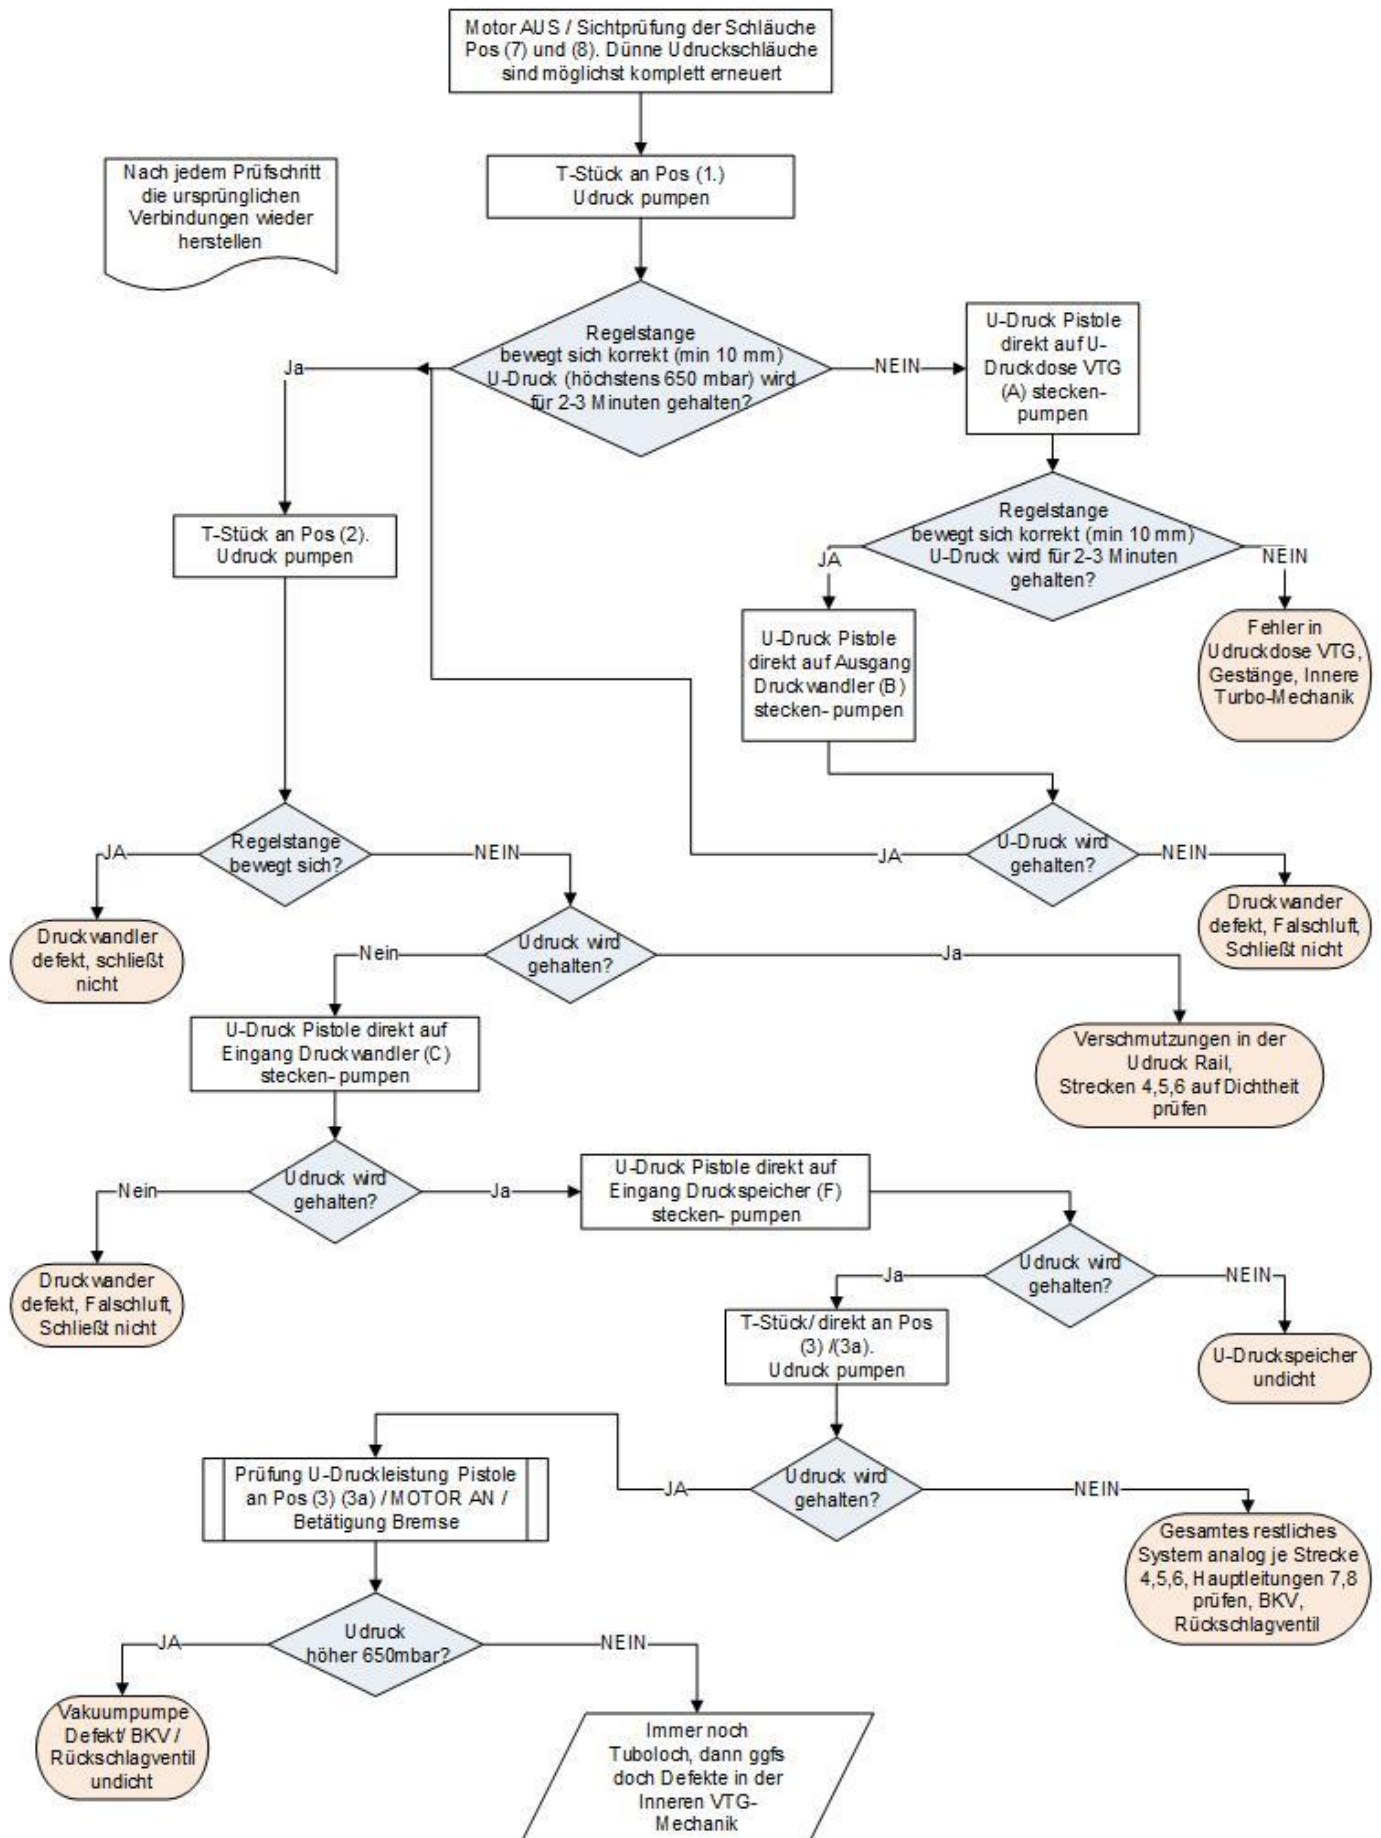 Motor AUS / Sichtprüfung der Schläuche
Pos (7) und (8). Dünne Udruckschläuche
sind möglichst komplett erneuert
Nach jedem Prüfschritt
die ursprünglichen
Verbindungen wieder
herstellen
T-Stück an Pos (1.)
Udruck pumpen
Regelstange
bewegt sich korrekt (min 10 mm)
U-Druck (höchstens 650 mbar) wird
für 2-3 Minuten gehalten?
Ja
NEIN
U-Druck Pistole
direkt auf U-
Druckdose VTG
(A) stecken-
pumpen
T-Stück an Pos (2).
Udruck pumpen
Regelstange
bewegt sich korrekt (min 10 mm)
U-Druck wird für 2-3 Minuten
gehalten?
JA
NEIN
U-Druck Pistole
direkt auf Ausgang
Druckwandler (B)
stecken- pumpen
Fehler in
Udruckdose VTG,
Gestänge, Innere
Turbo-Mechanik
Regelstange
bewegt sich?
JA
NEIN
U-Druck wird
gehalten?
JA
NEIN
Druckwandler
defekt, schließt
nicht
Udruck wird
gehalten?
Nein
Ja
Druckwander
defekt, Falschluft,
Schließt nicht
U-Druck Pistole direkt auf
Eingang Druckwandler (C)
stecken- pumpen
Verschmutzungen in der
Udruck Rail,
Strecken 4,5,6 auf Dichtheit
prüfen
Udruck wird
gehalten?
Nein
Ja
U-Druck Pistole direkt auf
Eingang Druckspeicher (F)
stecken- pumpen
Druckwander
defekt, Falschluft,
Schließt nicht
Udruck wird
gehalten?
Ja
NEIN
T-Stück/ direkt an Pos
(3) /(3a).
Udruck pumpen
U-Druckspeicher
undicht
Udruck wird
gehalten?
JA
NEIN
Prüfung U-Druckleistung Pistole
an Pos (3) (3a) / MOTOR AN /
Betätigung Bremse
Gesamtes restliches
System analog je Strecke
4,5,6, Hauptleitungen 7,8
prüfen, BKV,
Rückschlagventil
Udruck
höher 650mbar?
JA
NEIN
Vakuumpumpe
Defekt/ BKV /
Rückschlagventil
undicht
Immer noch
Tuboloch, dann ggfs
doch Defekte in der
Inneren VTG-
Mechanik